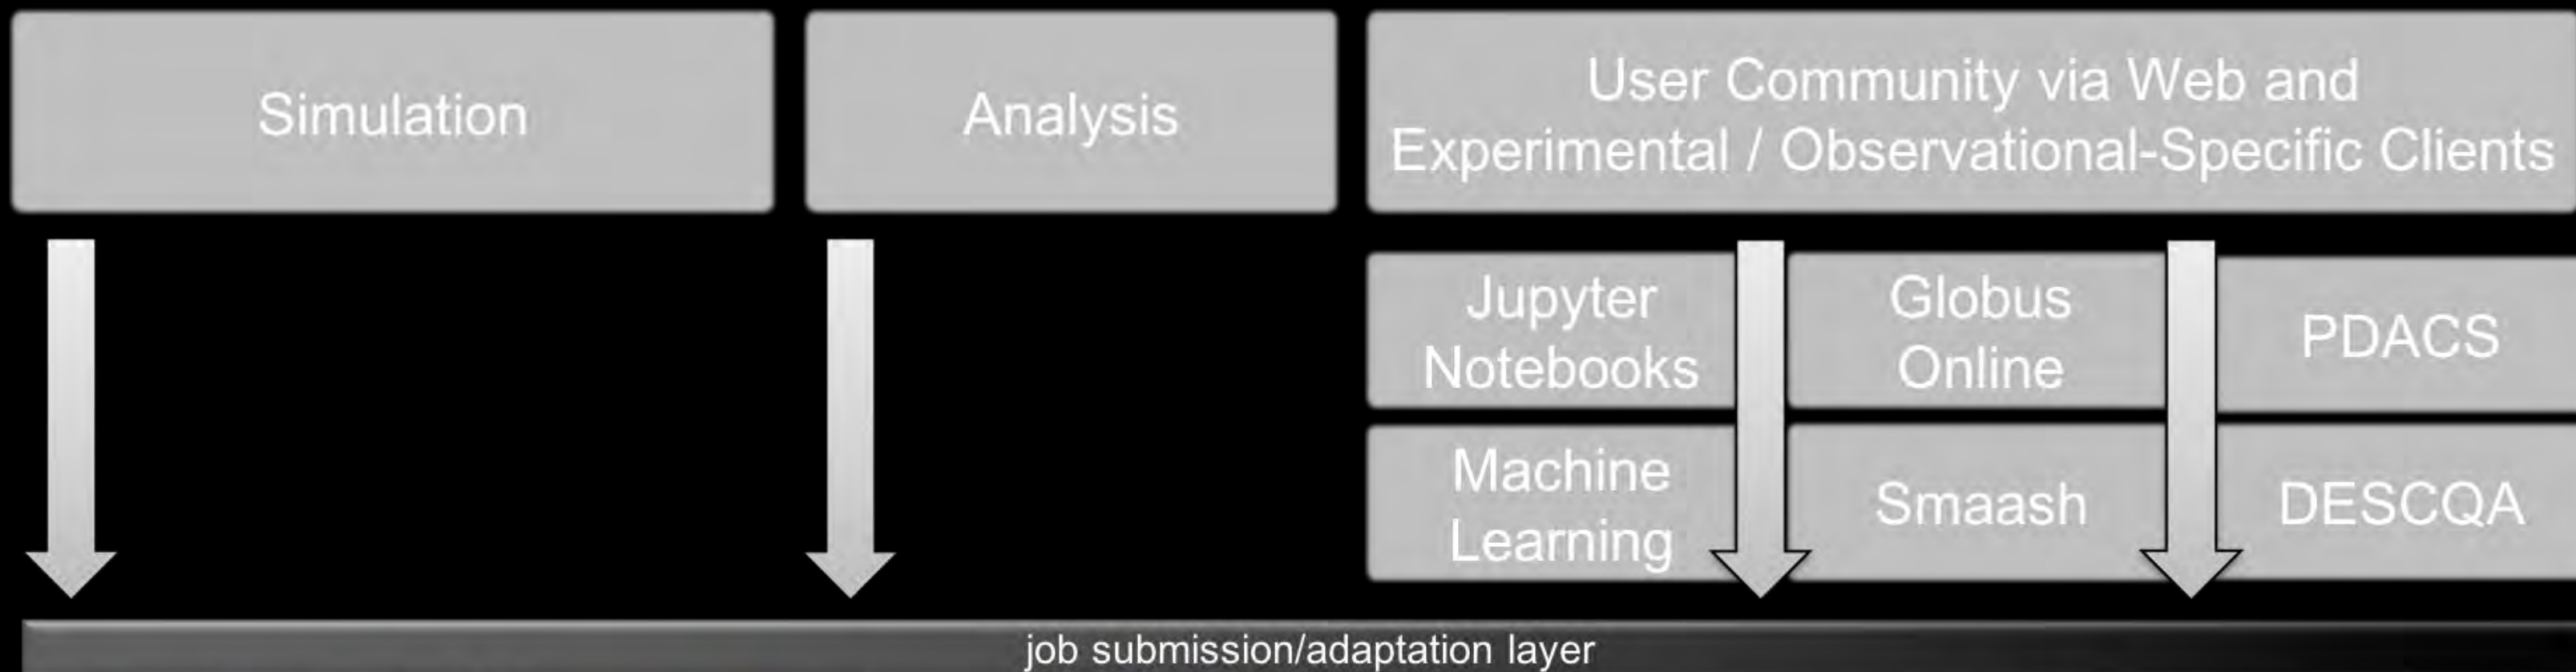 Simulation
Analysis
User Community via Web and
Experimental / Observational-Specific Clients
Jupyter
Notebooks
Globus
Online
PDACS
Machine
Learning
Smaash
DESCQA
job submission/adaptation layer